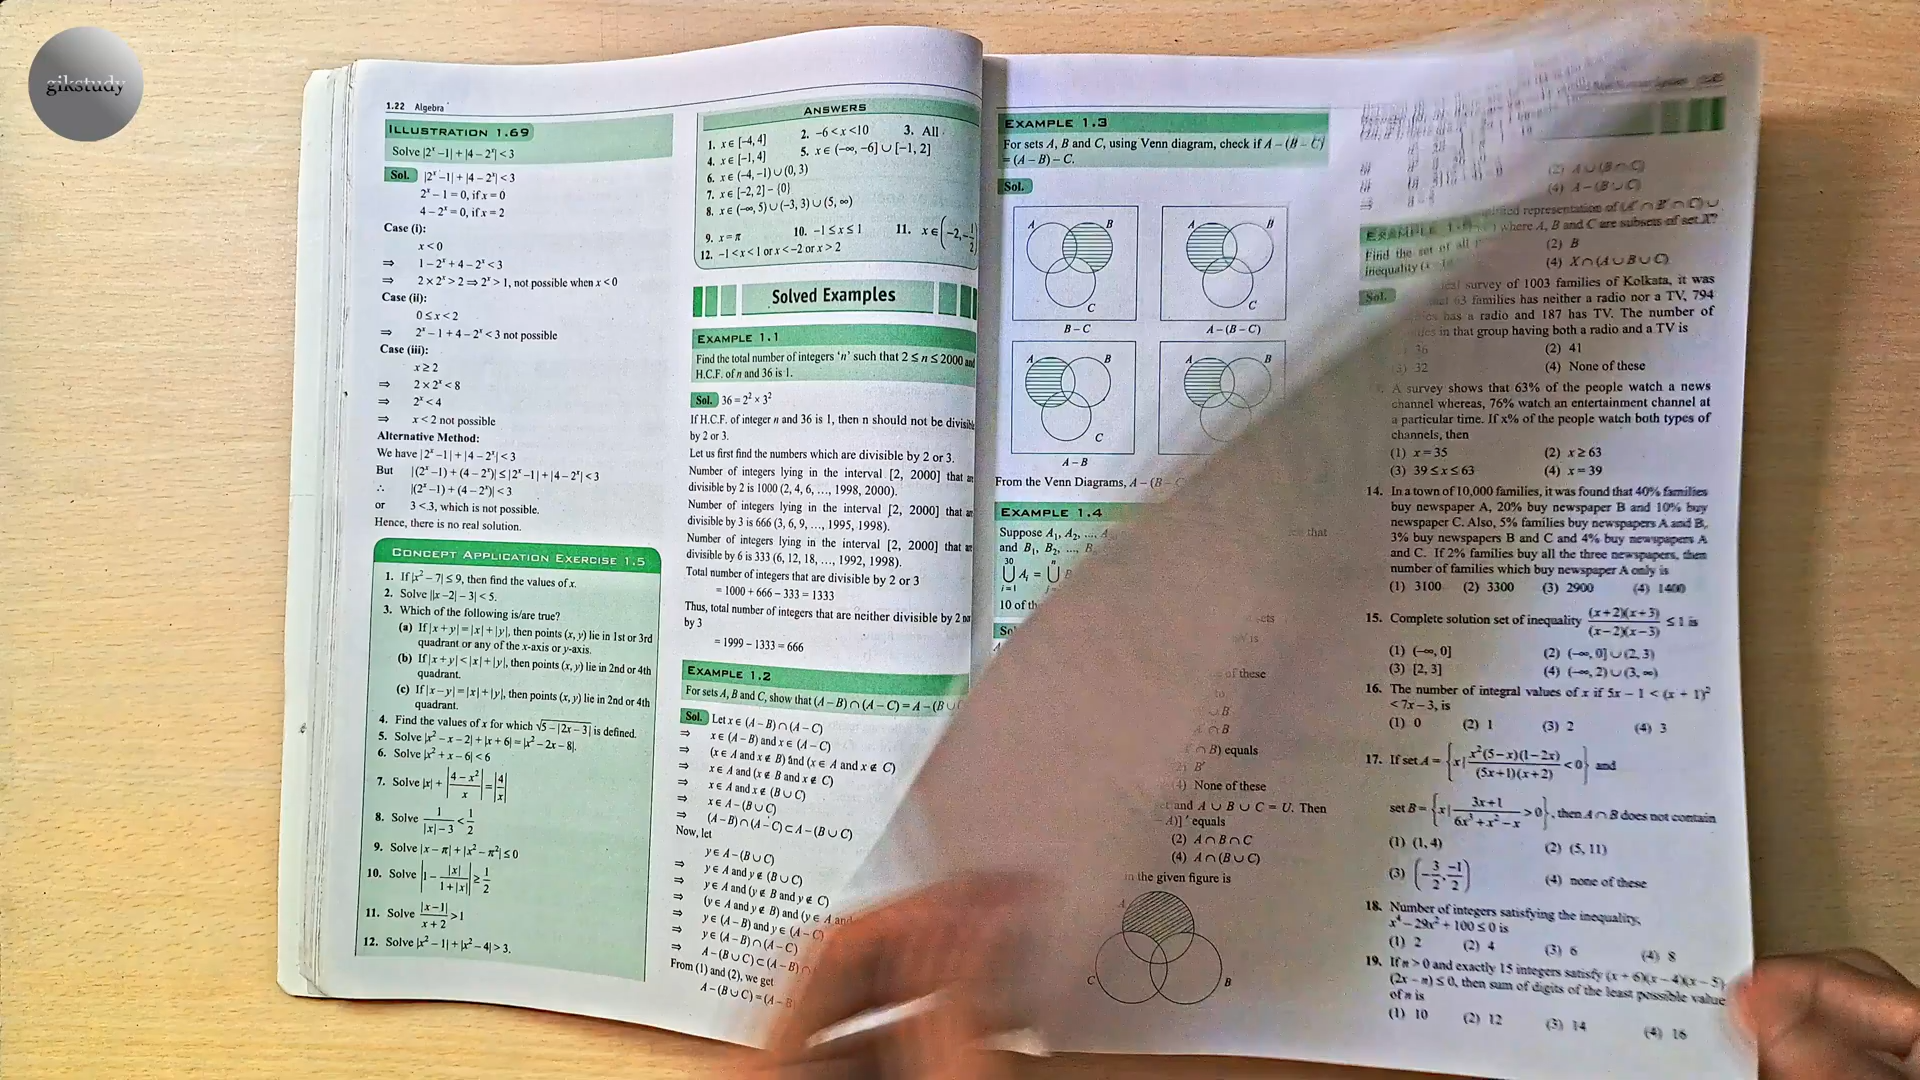 gikstudy
1.22 Algebra
ILLUSTRATION 1.69
Solve |2ˣ −1| + |4 − 2ˣ| < 3
Sol. |2ˣ −1| + |4 − 2ˣ| < 3
2ˣ − 1 = 0, if x = 0
4 − 2ˣ = 0, if x = 2
Case (i):
x < 0
⇒ 1 − 2ˣ + 4 − 2ˣ < 3
⇒ 2 × 2ˣ > 2 ⇒ 2ˣ > 1, not possible when x < 0
Case (ii):
0 ≤ x < 2
⇒ 2ˣ − 1 + 4 − 2ˣ < 3 not possible
Case (iii):
x ≥ 2
⇒ 2 × 2ˣ < 8
⇒ 2ˣ < 4
⇒ x < 2 not possible
Alternative Method:
We have |2ˣ −1| + |4 − 2ˣ| < 3
But |(2ˣ −1) + (4 − 2ˣ)| ≤ |2ˣ −1| + |4 − 2ˣ| < 3
∴ |(2ˣ −1) + (4 − 2ˣ)| < 3
or 3 < 3, which is not possible.
Hence, there is no real solution.
CONCEPT APPLICATION EXERCISE 1.5
1. If |x² − 7| ≤ 9, then find the values of x.
2. Solve ||x −2| − 3| < 5.
3. Which of the following is/are true?
(a) If |x + y| = |x| + |y|, then points (x, y) lie in 1st or 3rd
quadrant or any of the x-axis or y-axis.
(b) If |x + y| < |x| + |y|, then points (x, y) lie in 2nd or 4th
quadrant.
(c) If |x − y| = |x| + |y|, then points (x, y) lie in 2nd or 4th
quadrant.
4. Find the values of x for which √(5 − |2x − 3|) is defined.
5. Solve |x² − x − 2| + |x + 6| = |x² − 2x − 8|.
6. Solve |x² + x − 6| < 6
7. Solve |x| + |(4 − x²)/x| = |4/x|
8. Solve 1/(|x| − 3) < 1/2
9. Solve |x − π| + |x² − π²| ≤ 0
10. Solve |1 − |x|/(1 + |x|)| ≥ 1/2
11. Solve |x −1|/(x + 2) > 1
12. Solve |x² − 1| + |x² − 4| > 3.
ANSWERS
1. x ∈ [−4, 4] 2. −6 < x < 10 3. All
4. x ∈ [−1, 4] 5. x ∈ (−∞, −6] ∪ [−1, 2]
6. x ∈ (−4, −1) ∪ (0, 3)
7. x ∈ [−2, 2] − {0}
8. x ∈ (−∞, 5) ∪ (−3, 3) ∪ (5, ∞)
9. x = π 10. −1 ≤ x ≤ 1 11. x ∈ (−2, −1/2)
12. −1 < x < 1 or x < −2 or x > 2
Solved Examples
EXAMPLE 1.1
Find the total number of integers ‘n’ such that 2 ≤ n ≤ 2000 and
H.C.F. of n and 36 is 1.
Sol. 36 = 2² × 3²
If H.C.F. of integer n and 36 is 1, then n should not be
by 2 or 3.
Let us first find the numbers which are divisible by 2 or 3.
Number of integers lying in the interval [2, 2000] that
divisible by 2 is 1000 (2, 4, 6, ..., 1998, 2000).
Number of integers lying in the interval [2, 2000] that
divisible by 3 is 666 (3, 6, 9, ..., 1995, 1998).
Number of integers lying in the interval [2, 2000] that
divisible by 6 is 333 (6, 12, 18, ..., 1992, 1998).
Total number of integers that are divisible by 2 or 3
= 1000 + 666 − 333 = 1333
Thus, total number of integers that are neither divisible by 2
by 3
= 1999 − 1333 = 666
EXAMPLE 1.2
For sets A, B and C, show that (A − B) ∩ (A − C) = A − (B ∪
Sol. Let x ∈ (A − B) ∩ (A − C)
⇒ x ∈ (A − B) and x ∈ (A − C)
⇒ (x ∈ A and x ∉ B) and (x ∈ A and x ∉ C)
⇒ x ∈ A and (x ∉ B and x ∉ C)
⇒ x ∈ A and x ∉ (B ∪ C)
⇒ x ∈ A − (B ∪ C)
⇒ (A − B) ∩ (A − C) ⊂ A − (B ∪ C)
Now, let
y ∈ A − (B ∪ C)
⇒ y ∈ A and y ∉ (B ∪ C)
⇒ y ∈ A and (y ∉ B and y ∉ C)
⇒ (y ∈ A and y ∉ B) and (y ∈ A and
⇒ y ∈ (A − B) and y ∈ (A − C)
⇒ y ∈ (A − B) ∩ (A − C)
⇒ A − (B ∪ C) ⊂ (A − B) ∩
From (1) and (2), we get
A − (B ∪ C) = (A − B
EXAMPLE 1.3
For sets A, B and C, using Venn diagram, check if A − (B − C)
= (A − B) − C.
Sol.
A B C
B − C
A B C
A − (B − C)
A B C
A − B
A B
From the Venn Diagrams, A − (B − C
EXAMPLE 1.4
Suppose A₁, A₂, ...,
and B₁, B₂, ..., B
10 of th
of these
∩ B) equals
B′
None of these
and A ∪ B ∪ C = U. Then
equals
(2) A ∩ B ∩ C
(4) A ∩ (B ∪ C)
in the given figure is
A
C B
(2) A ∪ (B ∩ C)
(4) A − (B ∪ C)
representation of
where A, B and C are subsets of set X?
(2) B
(4) X ∩ (A ∪ B ∪ C)
Find the set of all
inequality
Sol.
survey of 1003 families of Kolkata, it was
63 families has neither a radio nor a TV, 794
has a radio and 187 has TV. The number of
in that group having both a radio and a TV is
36 (2) 41
32 (4) None of these
A survey shows that 63% of the people watch a news
channel whereas, 76% watch an entertainment channel at
a particular time. If x% of the people watch both types of
channels, then
(1) x = 35 (2) x ≥ 63
(3) 39 ≤ x ≤ 63 (4) x = 39
14. In a town of 10,000 families, it was found that 40% families
buy newspaper A, 20% buy newspaper B and 10% buy
newspaper C. Also, 5% families buy newspapers A and B,
3% buy newspapers B and C and 4% buy newspapers A
and C. If 2% families buy all the three newspapers, then
number of families which buy newspaper A only is
(1) 3100 (2) 3300 (3) 2900 (4) 1400
15. Complete solution set of inequality (x+2)(x+3)/(x−2)(x−3) ≤ 1 is
(1) (−∞, 0] (2) (−∞, 0] ∪ (2, 3)
(3) [2, 3] (4) (−∞, 2) ∪ (3, ∞)
16. The number of integral values of x if 5x − 1 < (x + 1)²
< 7x − 3, is
(1) 0 (2) 1 (3) 2 (4) 3
17. If set A = {x | x²(5−x)(1−2x)/(5x+1)(x+2) < 0} and
set B = {x | (3x+1)/(6x³+x²−x) > 0}, then A ∩ B does not contain
(1) (1, 4) (2) (5, 11)
(3) (−3/2, −1/2) (4) none of these
18. Number of integers satisfying the inequality,
x⁴ − 29x² + 100 ≤ 0 is
(1) 2 (2) 4 (3) 6 (4) 8
19. If n > 0 and exactly 15 integers satisfy (x + 6)(x − 4)(x − 5)
(2x − n) ≤ 0, then sum of digits of the least possible value
of n is
(1) 10 (2) 12 (3) 14 (4) 16